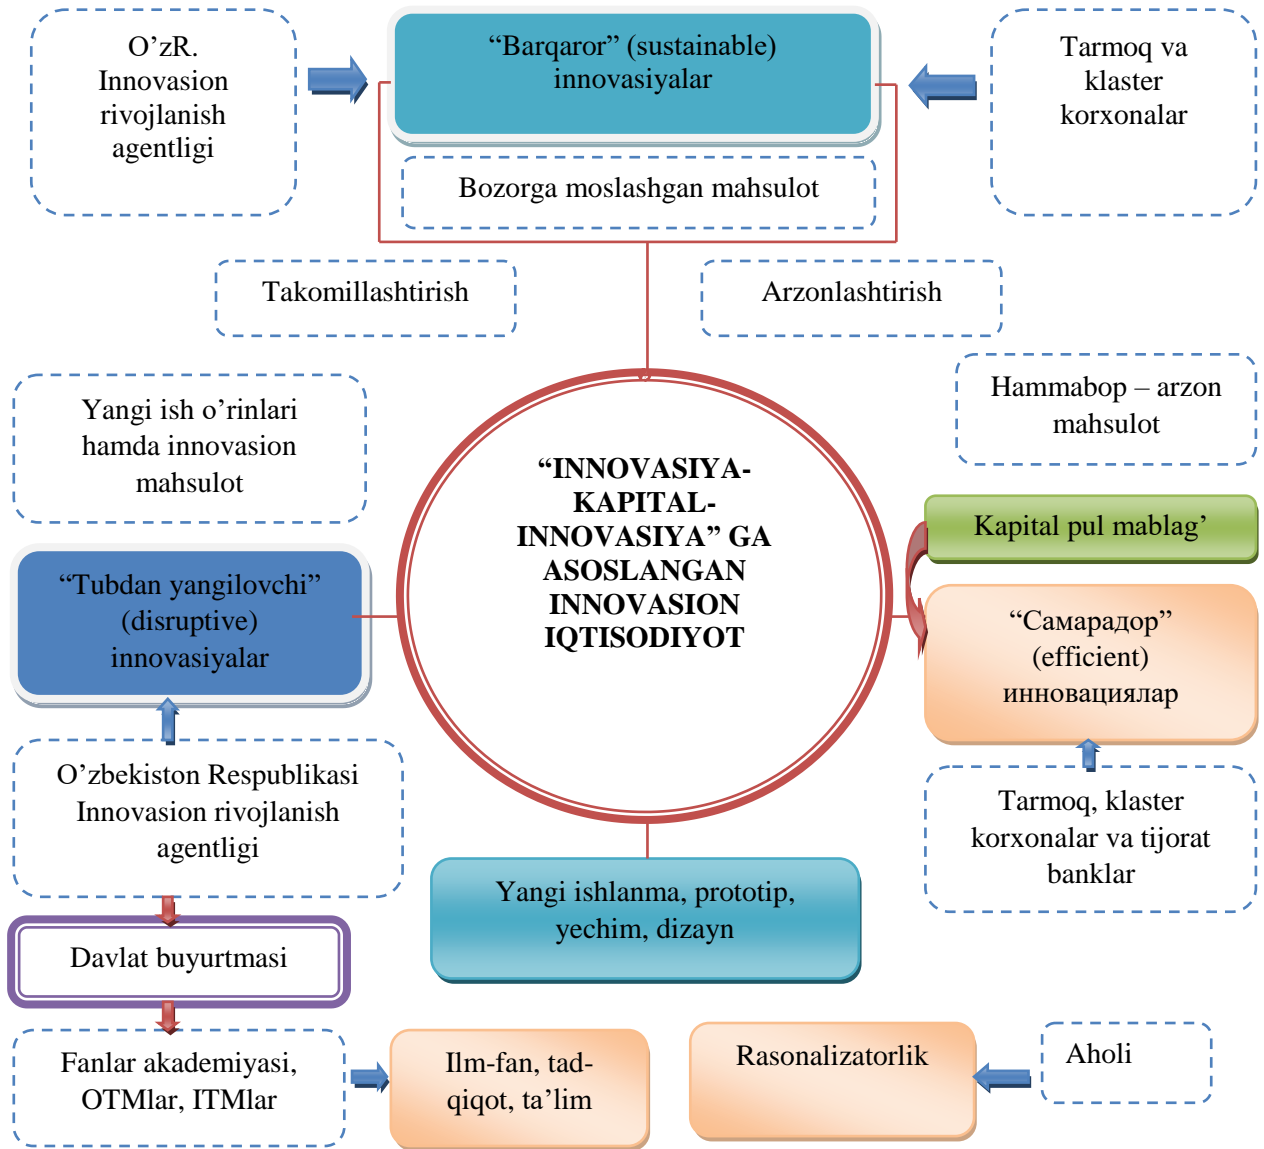 O’zR.
Innovasion
rivojlanish
agentligi
“Barqaror” (sustainable)
innovasiyalar
Tarmoq va
klaster
korxonalar
Bozorga moslashgan mahsulot
Takomillashtirish
Arzonlashtirish
Yangi ish o’rinlari
hamda innovasion
mahsulot
Hammabop – arzon
mahsulot
“INNOVASIYA-
KAPITAL-
INNOVASIYA” GA
ASOSLANGAN
INNOVASION
IQTISODIYOT
Kapital pul mablag’
“Tubdan yangilovchi”
(disruptive)
innovasiyalar
“Самарадор”
(efficient)
инновациялар
O’zbekiston Respublikasi
Innovasion rivojlanish
agentligi
Tarmoq, klaster
korxonalar va tijorat
banklar
Yangi ishlanma, prototip,
yechim, dizayn
Davlat buyurtmasi
Fanlar akademiyasi,
OTMlar, ITMlar
Ilm-fan, tad-
qiqot, ta’lim
Rasonalizatorlik
Aholi